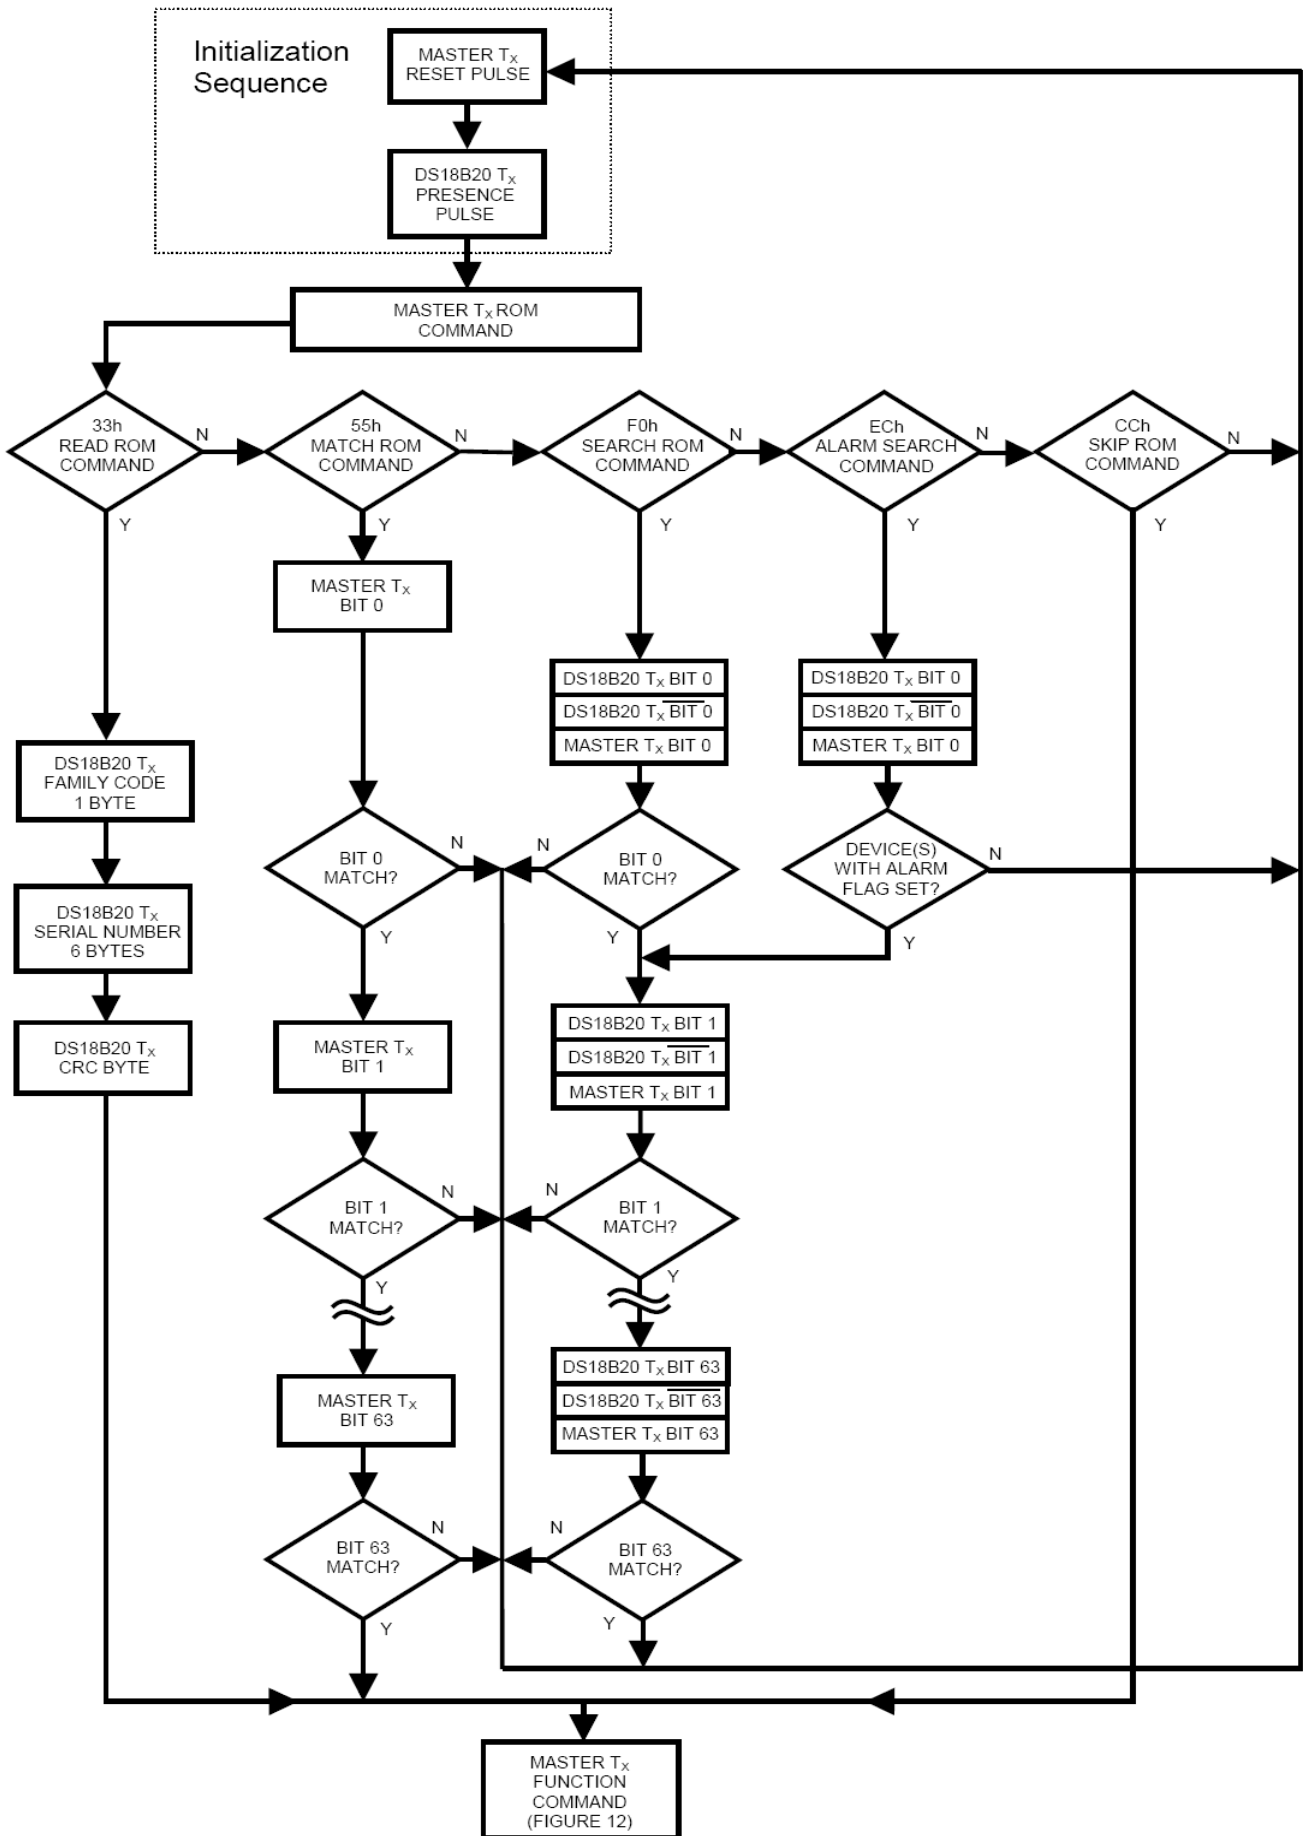 Initialization
Sequence
MASTER Tx
RESET PULSE
DS18B20 Tx
PRESENCE
PULSE
MASTER Tx ROM
COMMAND
33h
READ ROM
COMMAND
N
Y
55h
MATCH ROM
COMMAND
N
Y
F0h
SEARCH ROM
COMMAND
N
Y
ECh
ALARM SEARCH
COMMAND
N
Y
CCh
SKIP ROM
COMMAND
N
Y
MASTER Tx
BIT 0
DS18B20 Tx BIT 0
DS18B20 Tx BIT 0
MASTER Tx BIT 0
DS18B20 Tx BIT 0
DS18B20 Tx BIT 0
MASTER Tx BIT 0
DS18B20 Tx
FAMILY CODE
1 BYTE
BIT 0
MATCH?
N
Y
BIT 0
MATCH?
N
Y
DEVICE(S)
WITH ALARM
FLAG SET?
N
Y
DS18B20 Tx
SERIAL NUMBER
6 BYTES
DS18B20 Tx
CRC BYTE
MASTER Tx
BIT 1
DS18B20 Tx BIT 1
DS18B20 Tx BIT 1
MASTER Tx BIT 1
BIT 1
MATCH?
N
Y
BIT 1
MATCH?
N
Y
MASTER Tx
BIT 63
DS18B20 Tx BIT 63
DS18B20 Tx BIT 63
MASTER Tx BIT 63
BIT 63
MATCH?
N
Y
BIT 63
MATCH?
N
Y
MASTER Tx
FUNCTION
COMMAND
(FIGURE 12)